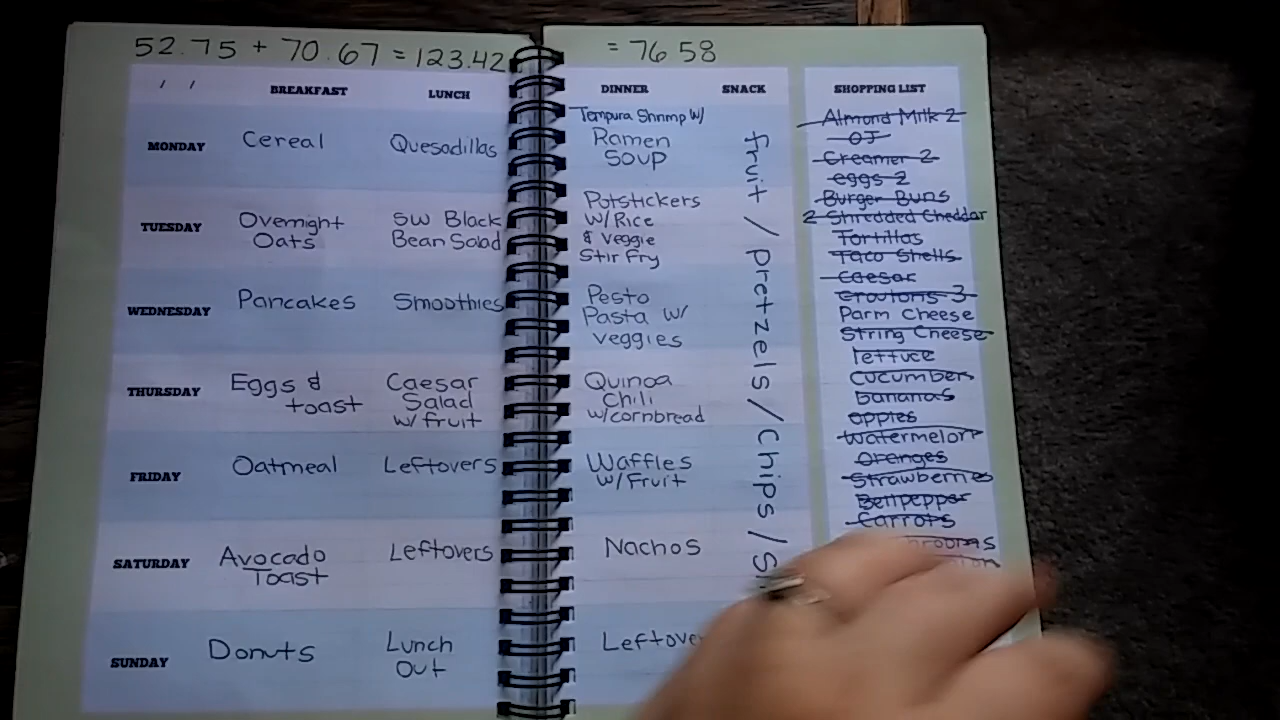 52.75 + 70.67 = 123.42
= 76 58
BREAKFAST LUNCH DINNER SNACK SHOPPING LIST
MONDAY
Cereal
Quesadillas
Tempura Shrimp w/
Ramen
Soup
TUESDAY
Overnight
Oats
SW Black
Bean Salad
Potstickers
w/Rice
& Veggie
Stir Fry
WEDNESDAY
Pancakes
Smoothies
Pesto
Pasta w/
veggies
THURSDAY
Eggs &
toast
Caesar
Salad
w/fruit
Quinoa
Chili
w/cornbread
FRIDAY
Oatmeal
Leftovers
Waffles
w/Fruit
SATURDAY
Avocado
Toast
Leftovers
Nachos
SUNDAY
Donuts
Lunch
Out
fruit / pretzels / chips /
Almond Milk 2
OJ
Creamer 2
eggs 2
Burger Buns
2 Shredded Cheddar
Tortillas
Taco Shells
Caesar
Croutons 3
Parm Cheese
String Cheese
lettuce
cucumber
bananas
apples
Watermelon
Oranges
Strawberries
Bellpepper
Carrots